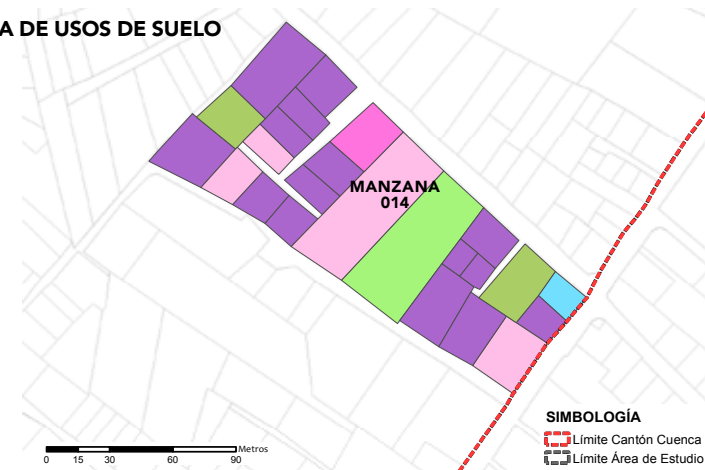 A DE USOS DE SUELO
MANZANA
014
SIMBOLOGÍA
Límite Cantón Cuenca
Límite Área de Estudio
Metros
0 15 30 60 90